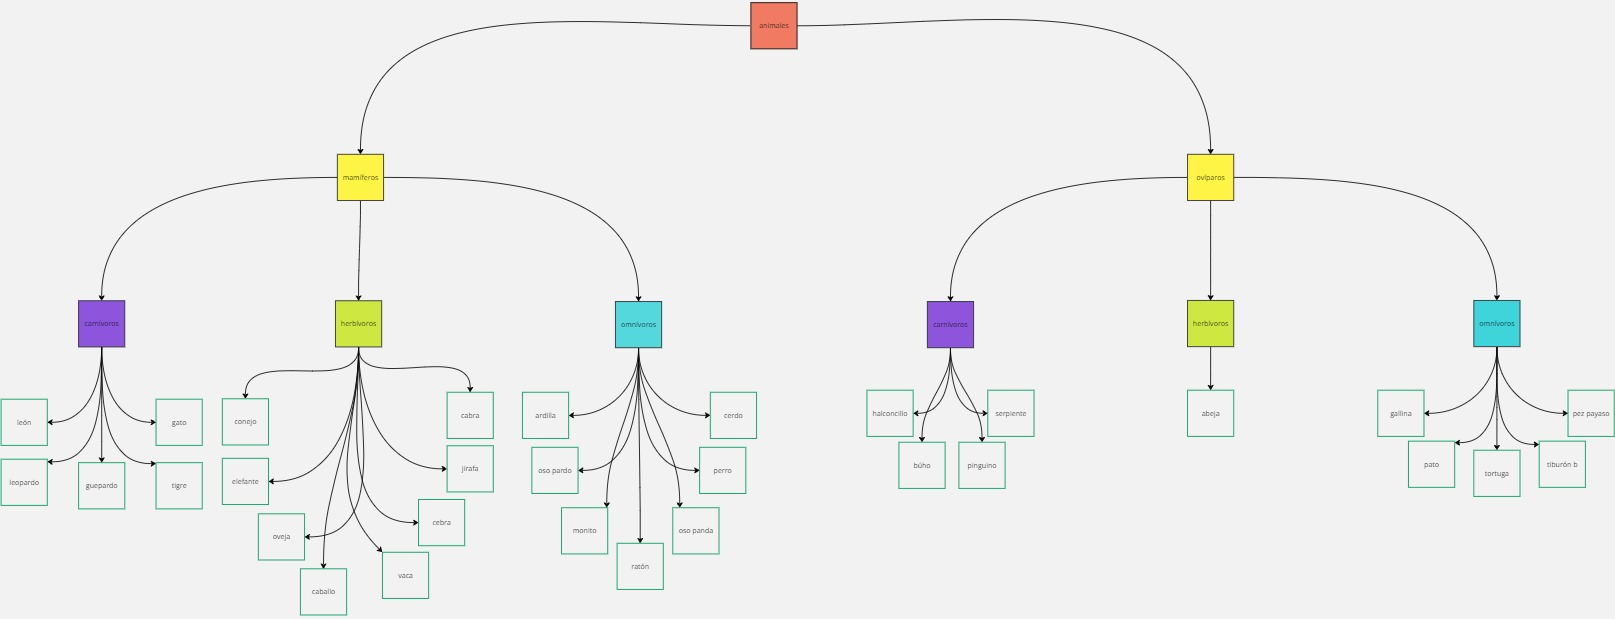 animales
mamíferos
ovíparos
carnívoros
herbívoros
omnívoros
carnívoros
herbívoros
omnívoros
león
gato
leopardo
guepardo
tigre
conejo
cabra
elefante
jirafa
oveja
cebra
caballo
vaca
ardilla
cerdo
oso pardo
perro
monito
oso panda
ratón
halconcilio
serpiente
búho
pinguino
abeja
gallina
pez payaso
pato
tortuga
tiburón b